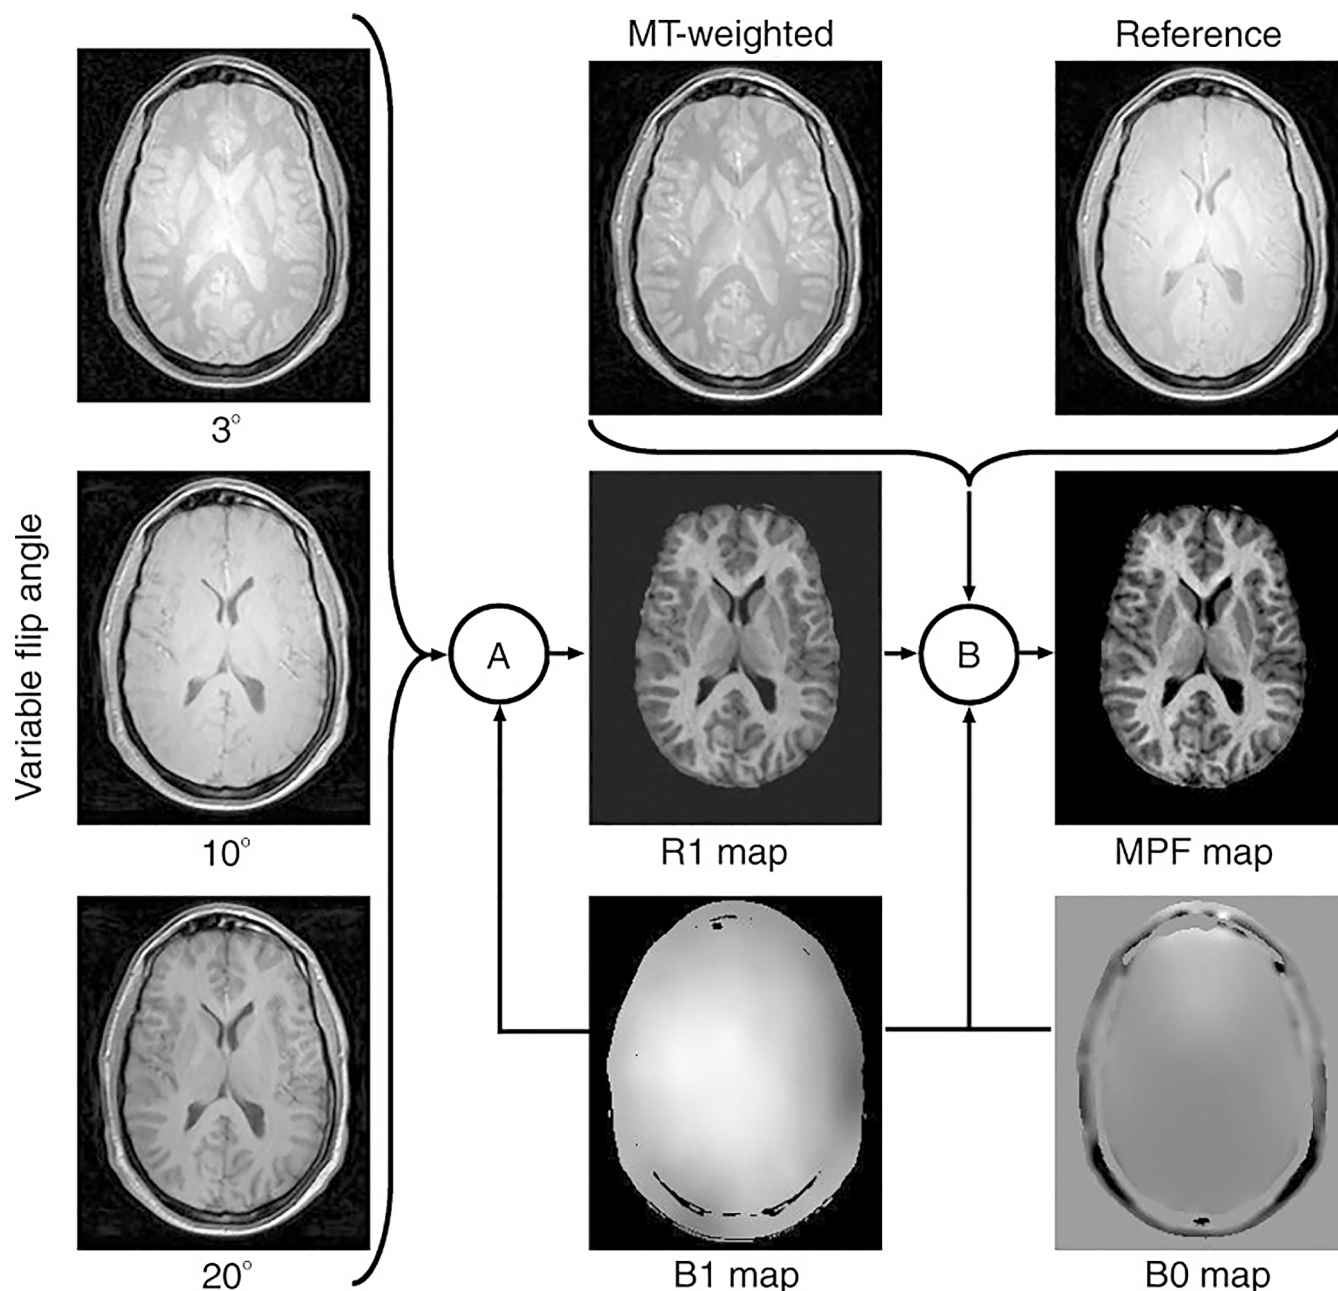 MT-weighted
Reference
3°
Variable flip angle
A
B
10°
R1 map
MPF map
20°
B1 map
B0 map